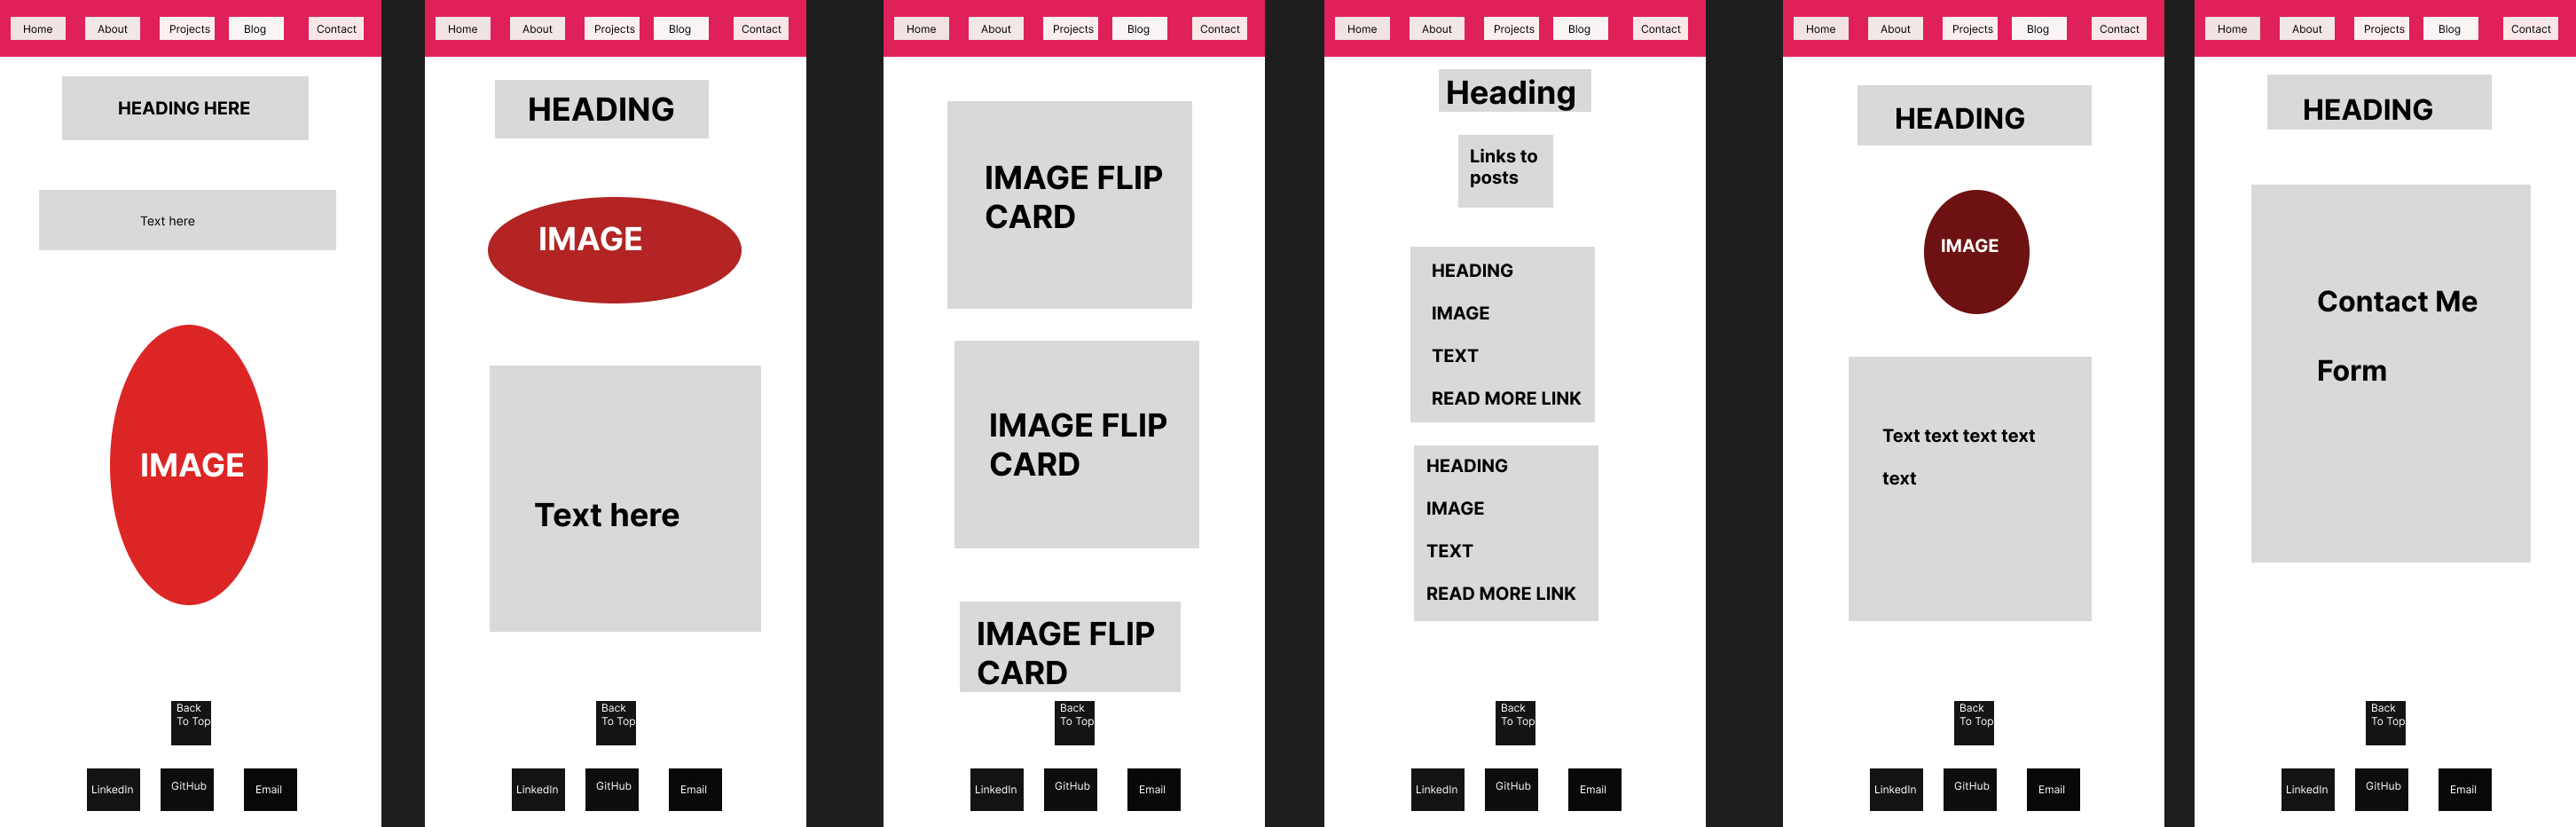 Home About Projects Blog Contact
HEADING HERE
Text here
IMAGE
Back
To Top
LinkedIn GitHub Email
Home About Projects Blog Contact
HEADING
IMAGE
Text here
Back
To Top
LinkedIn GitHub Email
Home About Projects Blog Contact
IMAGE FLIP
CARD
IMAGE FLIP
CARD
IMAGE FLIP
CARD
Back
To Top
LinkedIn GitHub Email
Home About Projects Blog Contact
Heading
Links to
posts
HEADING
IMAGE
TEXT
READ MORE LINK
HEADING
IMAGE
TEXT
READ MORE LINK
Back
To Top
LinkedIn GitHub Email
Home About Projects Blog Contact
HEADING
IMAGE
Text text text text
text
Back
To Top
LinkedIn GitHub Email
Home About Projects Blog Contact
HEADING
Contact Me
Form
Back
To Top
LinkedIn GitHub Email